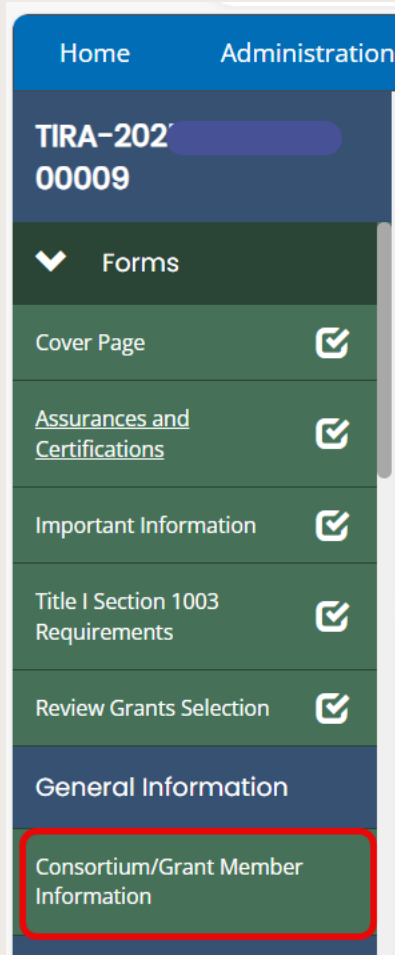 Home Administration
TIRA-202
00009
Forms
Cover Page
Assurances and
Certifications
Important Information
Title I Section 1003
Requirements
Review Grants Selection
General Information
Consortium/Grant Member
Information